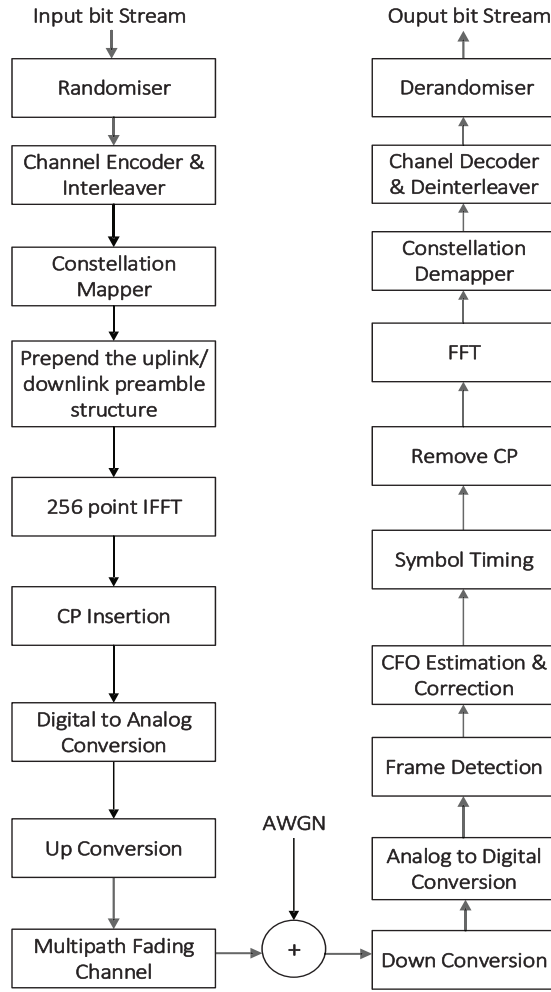 Input bit Stream
Randomiser
Channel Encoder &
Interleaver
Constellation
Mapper
Prepend the uplink/
downlink preamble
structure
256 point IFFT
CP Insertion
Digital to Analog
Conversion
Up Conversion
Multipath Fading
Channel
AWGN
+
Ouput bit Stream
Derandomiser
Chanel Decoder
& Deinterleaver
Constellation
Demapper
FFT
Remove CP
Symbol Timing
CFO Estimation &
Correction
Frame Detection
Analog to Digital
Conversion
Down Conversion